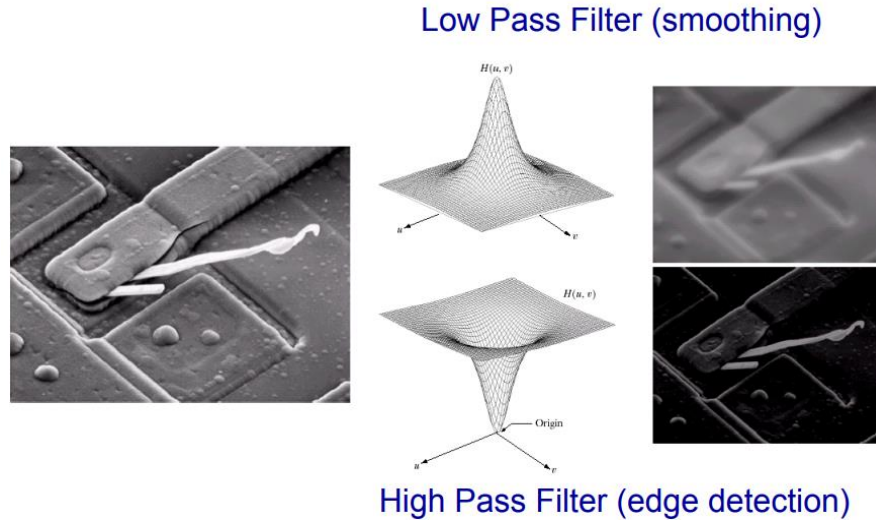 Low Pass Filter (smoothing)
H(u, v)
u
v
H(u, v)
Origin
u
v
High Pass Filter (edge detection)